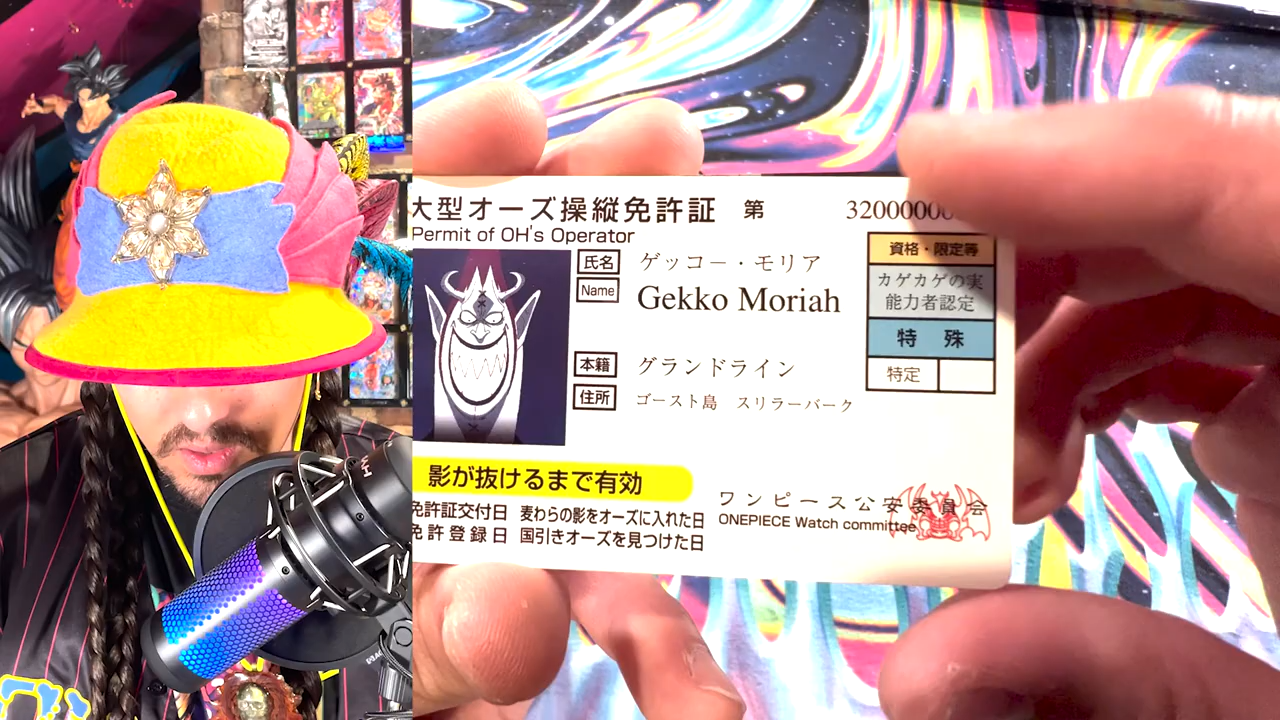 大型オーズ操縦免許証 第 32000000
Permit of OH's Operator
氏名 ゲッコー・モリア
Name Gekko Moriah
本籍 グランドライン
住所 ゴースト島 スリラーバーク
資格・限定等
カゲカゲの実
能力者認定
特殊
特定
影が抜けるまで有効
免許証交付日 麦わらの影をオーズに入れた日
免許登録日 国引きオーズを見つけた日
ワンピース公安委員会
ONEPIECE Watch committee